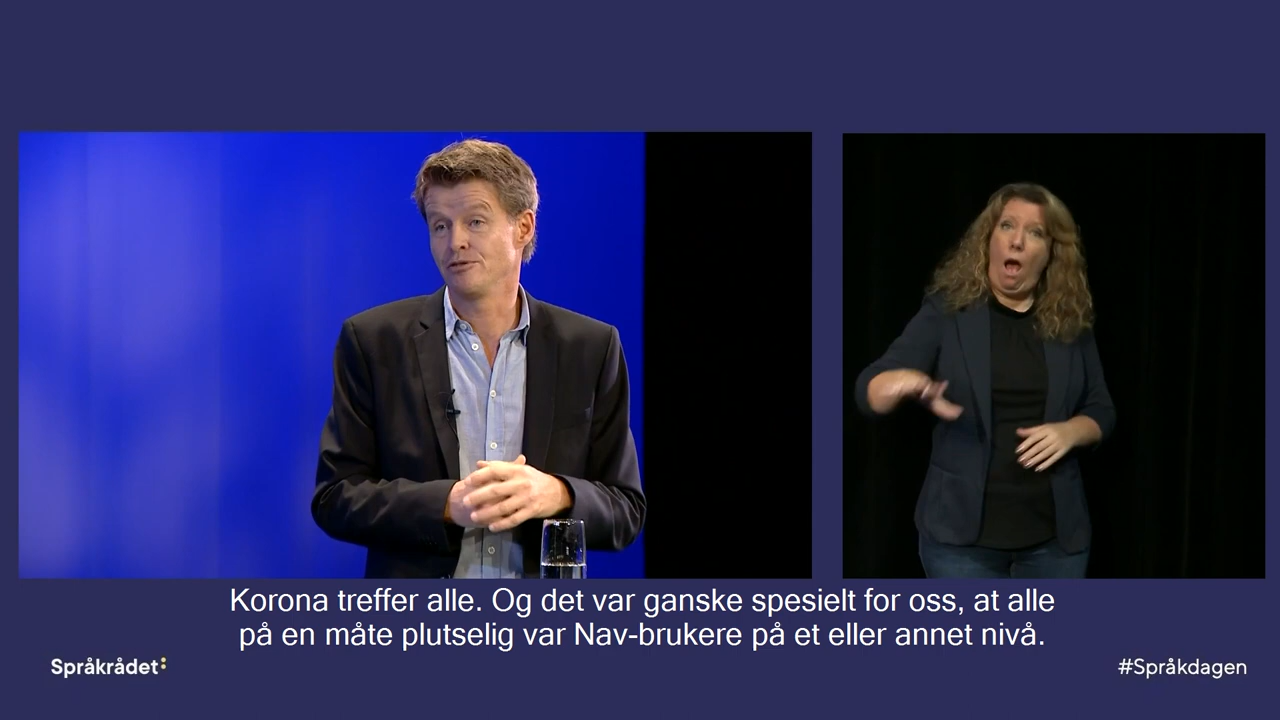 Korona treffer alle. Og det var ganske spesielt for oss, at alle
på en måte plutselig var Nav-brukere på et eller annet nivå.
Språkrådet:
#Språkdagen